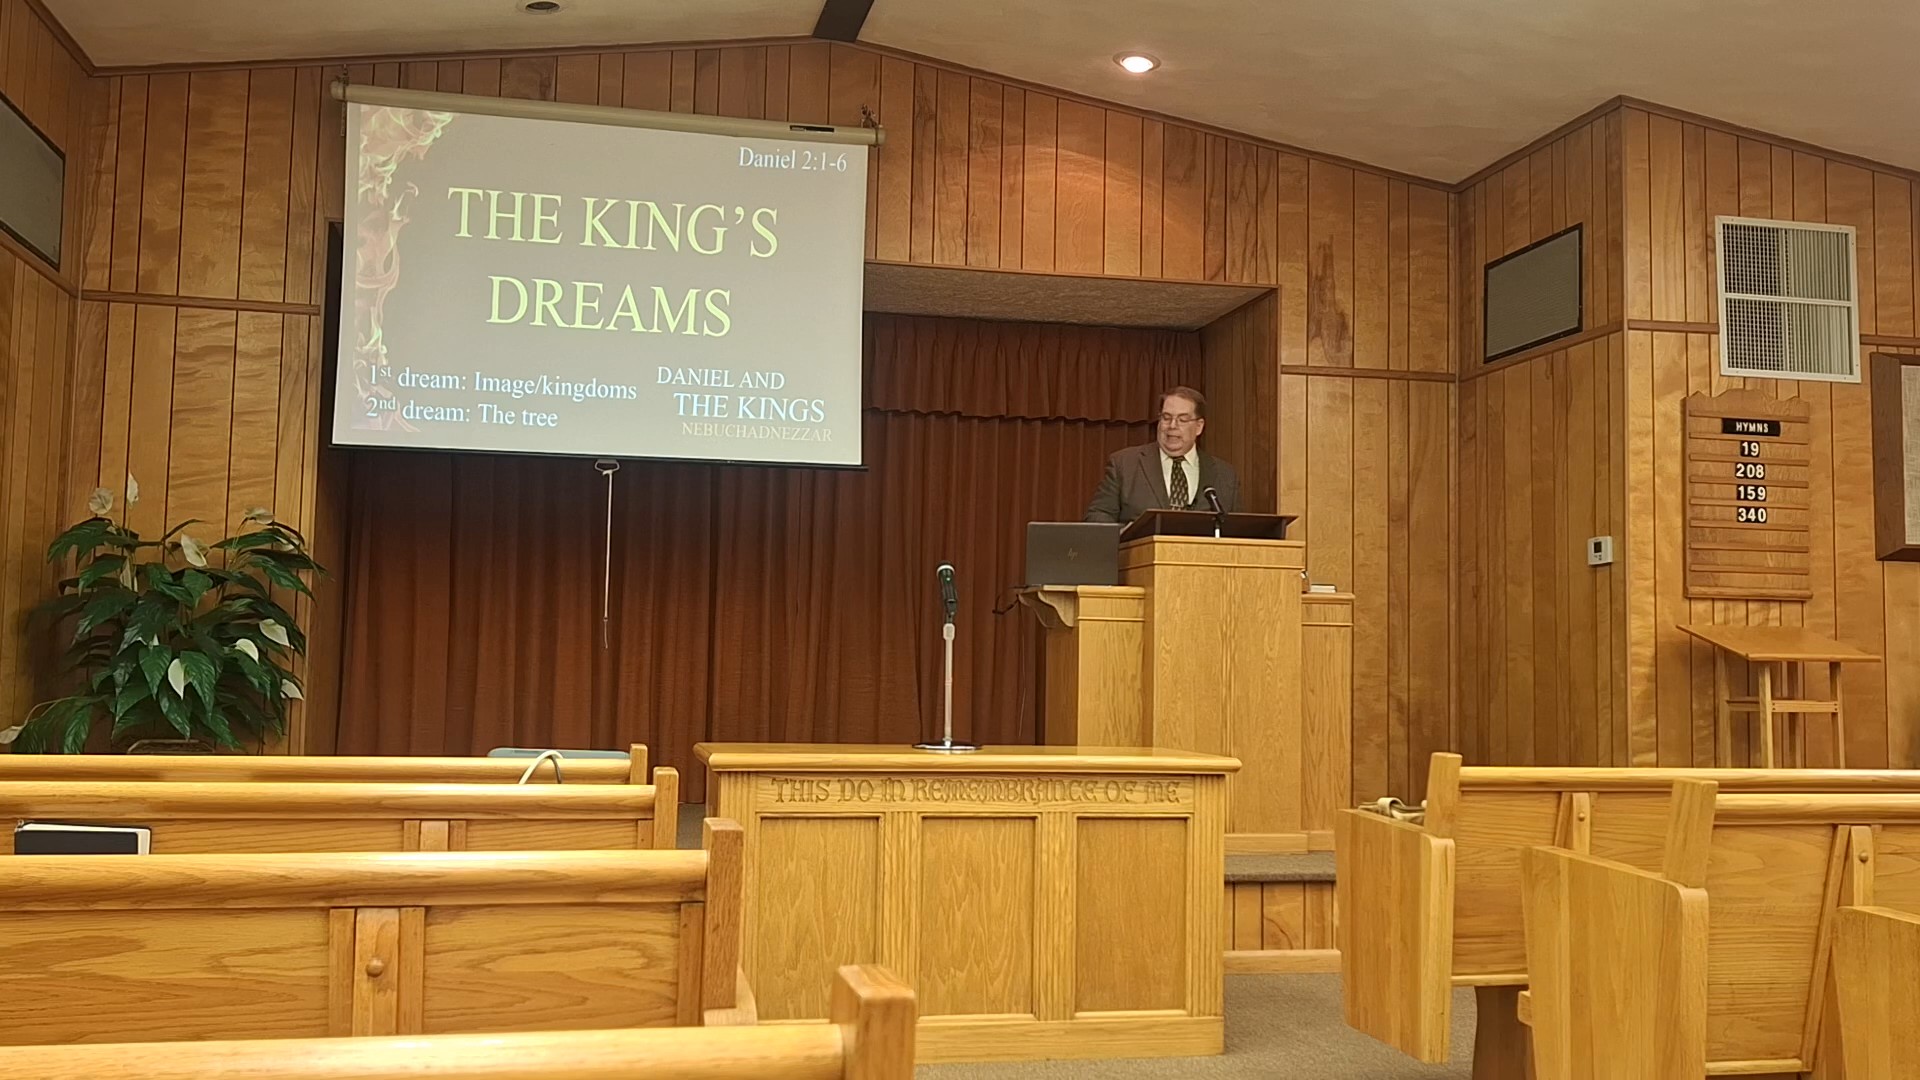 Daniel 2:1-6
THE KING'S
DREAMS
1st dream: Image/kingdoms
2nd dream: The tree
DANIEL AND
THE KINGS
NEBUCHADNEZZAR
HYMNS
19
208
159
340
hp
THIS DO IN REMEMBRANCE OF ME